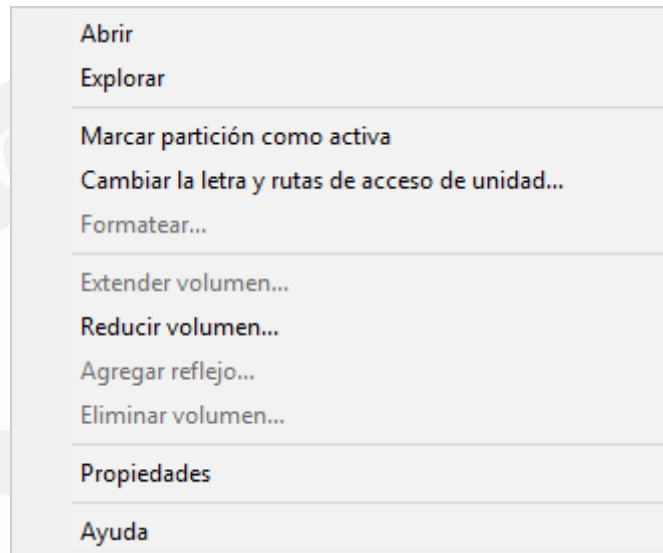 Abrir
Explorar
Marcar partición como activa
Cambiar la letra y rutas de acceso de unidad...
Formatear...
Extender volumen...
Reducir volumen...
Agregar reflejo...
Eliminar volumen...
Propiedades
Ayuda